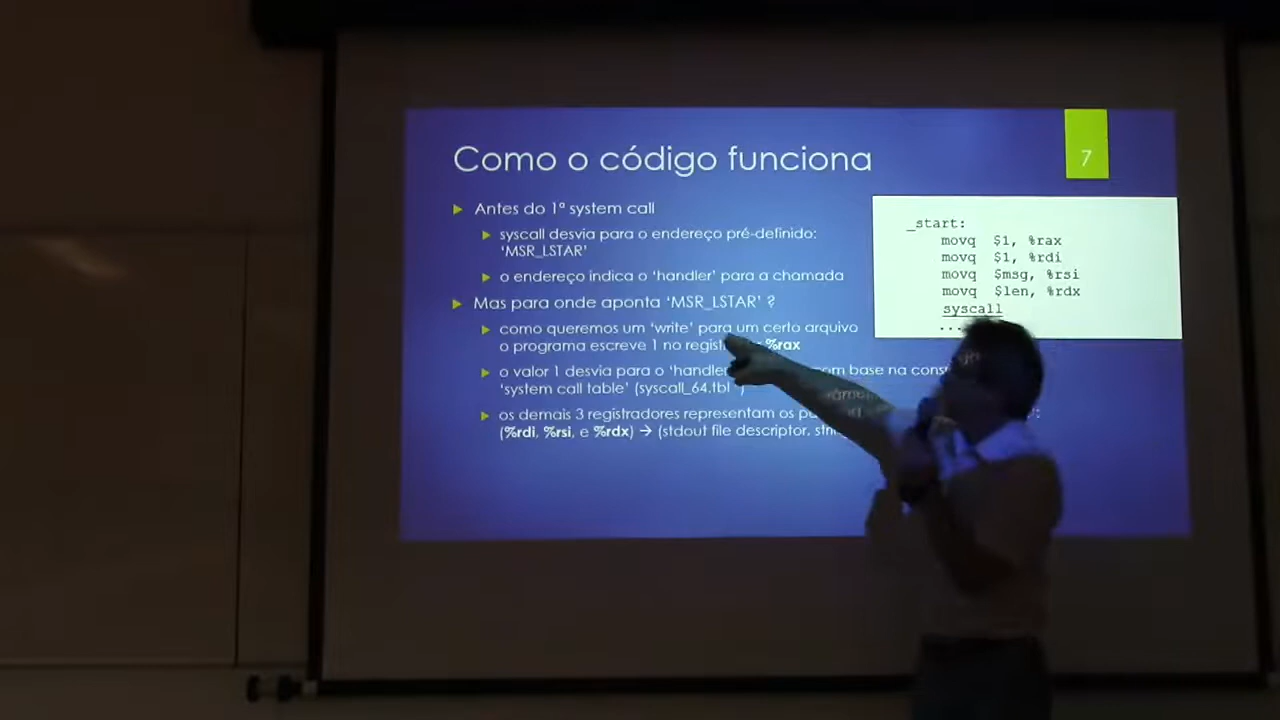 Como o código funciona
7
Antes do 1ª system call
syscall desvia para o endereço pré-definido:
'MSR_LSTAR'
o endereço indica o 'handler' para a chamada
Mas para onde aponta 'MSR_LSTAR' ?
como queremos um 'write' para um certo arquivo
o programa escreve 1 no %rax
o valor 1 desvia para o 'handler com base na
'system call table' (syscall_64.tbl
os demais 3 registradores representam os
(%rdi, %rsi, e %rdx) → (stdout file descriptor,
_start:
movq $1, %rax
movq $1, %rdi
movq $msg, %rsi
movq $len, %rdx
syscall
...